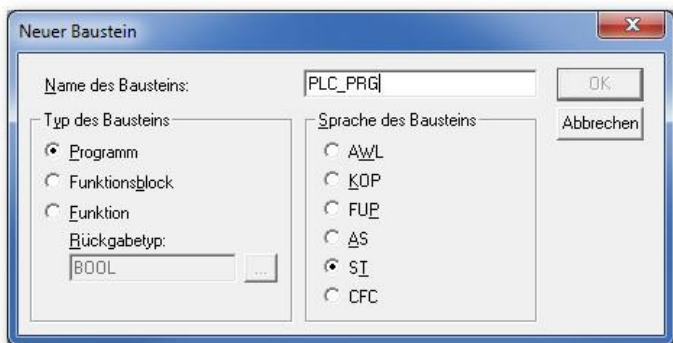 Neuer Baustein
Name des Bausteins: PLC_PRG OK
Abbrechen
Typ des Bausteins
Programm
Funktionsblock
Funktion
Rückgabetyp:
BOOL ...
Sprache des Bausteins
AWL
KOP
FUP
AS
ST
CFC